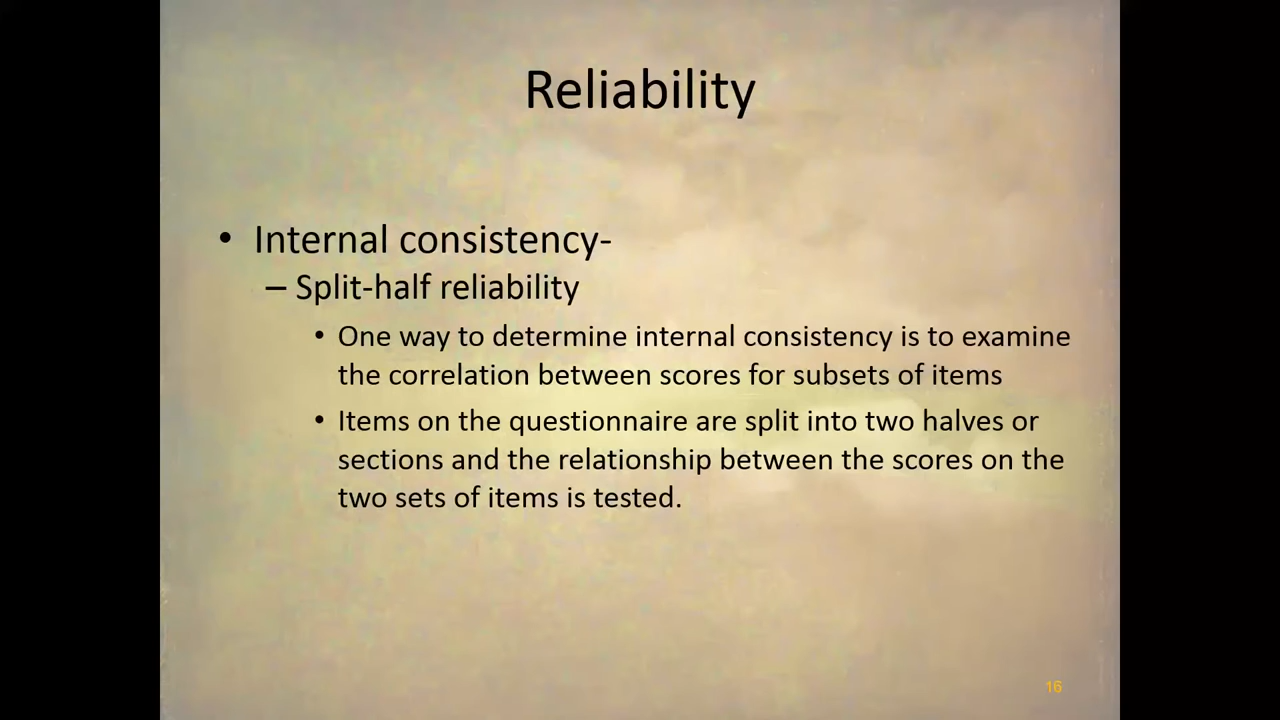 Reliability
• Internal consistency-
– Split-half reliability
• One way to determine internal consistency is to examine
the correlation between scores for subsets of items
• Items on the questionnaire are split into two halves or
sections and the relationship between the scores on the
two sets of items is tested.
16